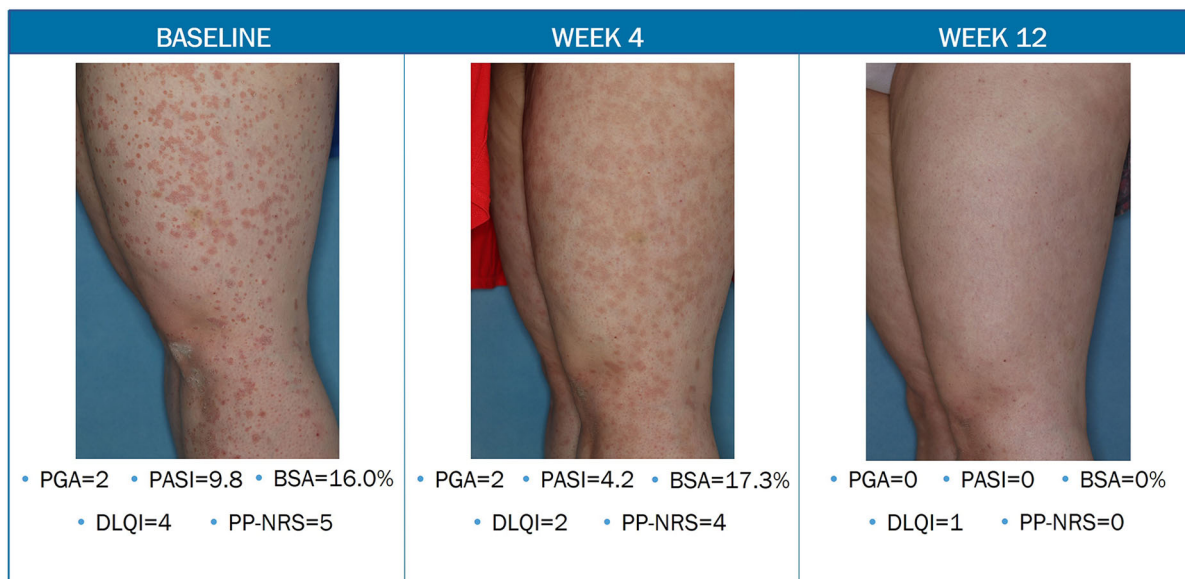 BASELINE
PGA=2 PASI=9.8 BSA=16.0%
DLQI=4 PP-NRS=5
WEEK 4
PGA=2 PASI=4.2 BSA=17.3%
DLQI=2 PP-NRS=4
WEEK 12
PGA=0 PASI=0 BSA=0%
DLQI=1 PP-NRS=0